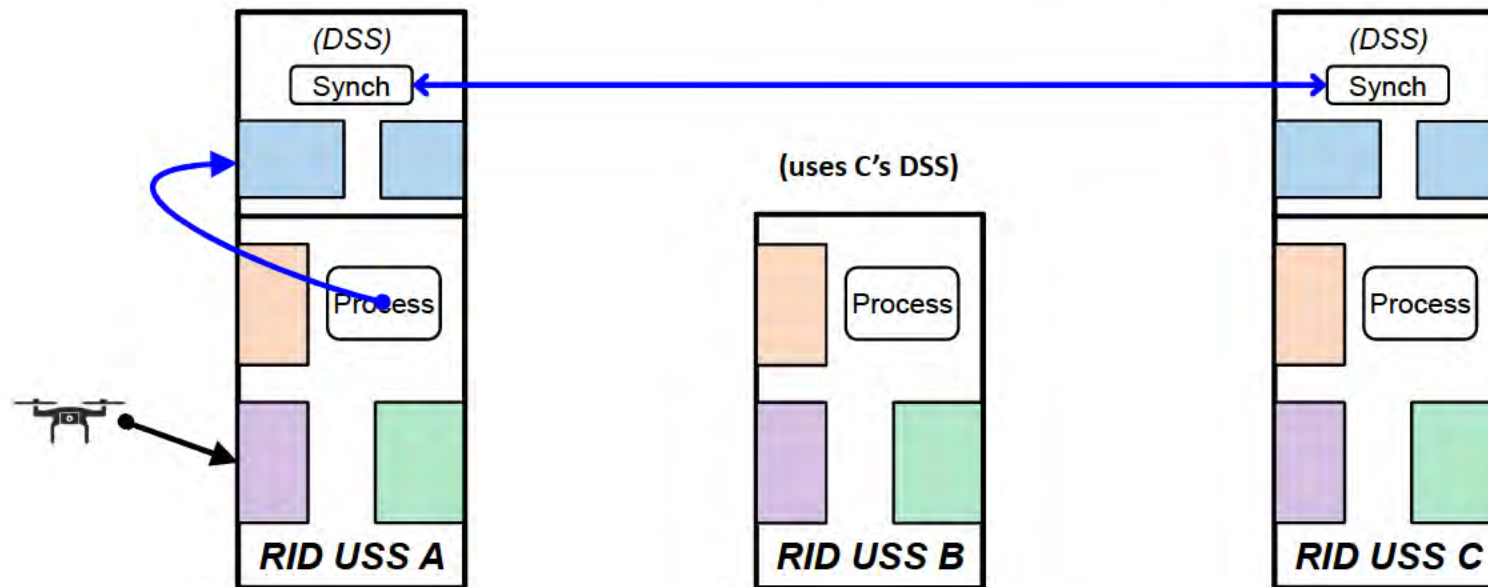 (DSS)
Synch
(DSS)
Synch
(uses C’s DSS)
Process
Process
Process
RID USS A
RID USS B
RID USS C